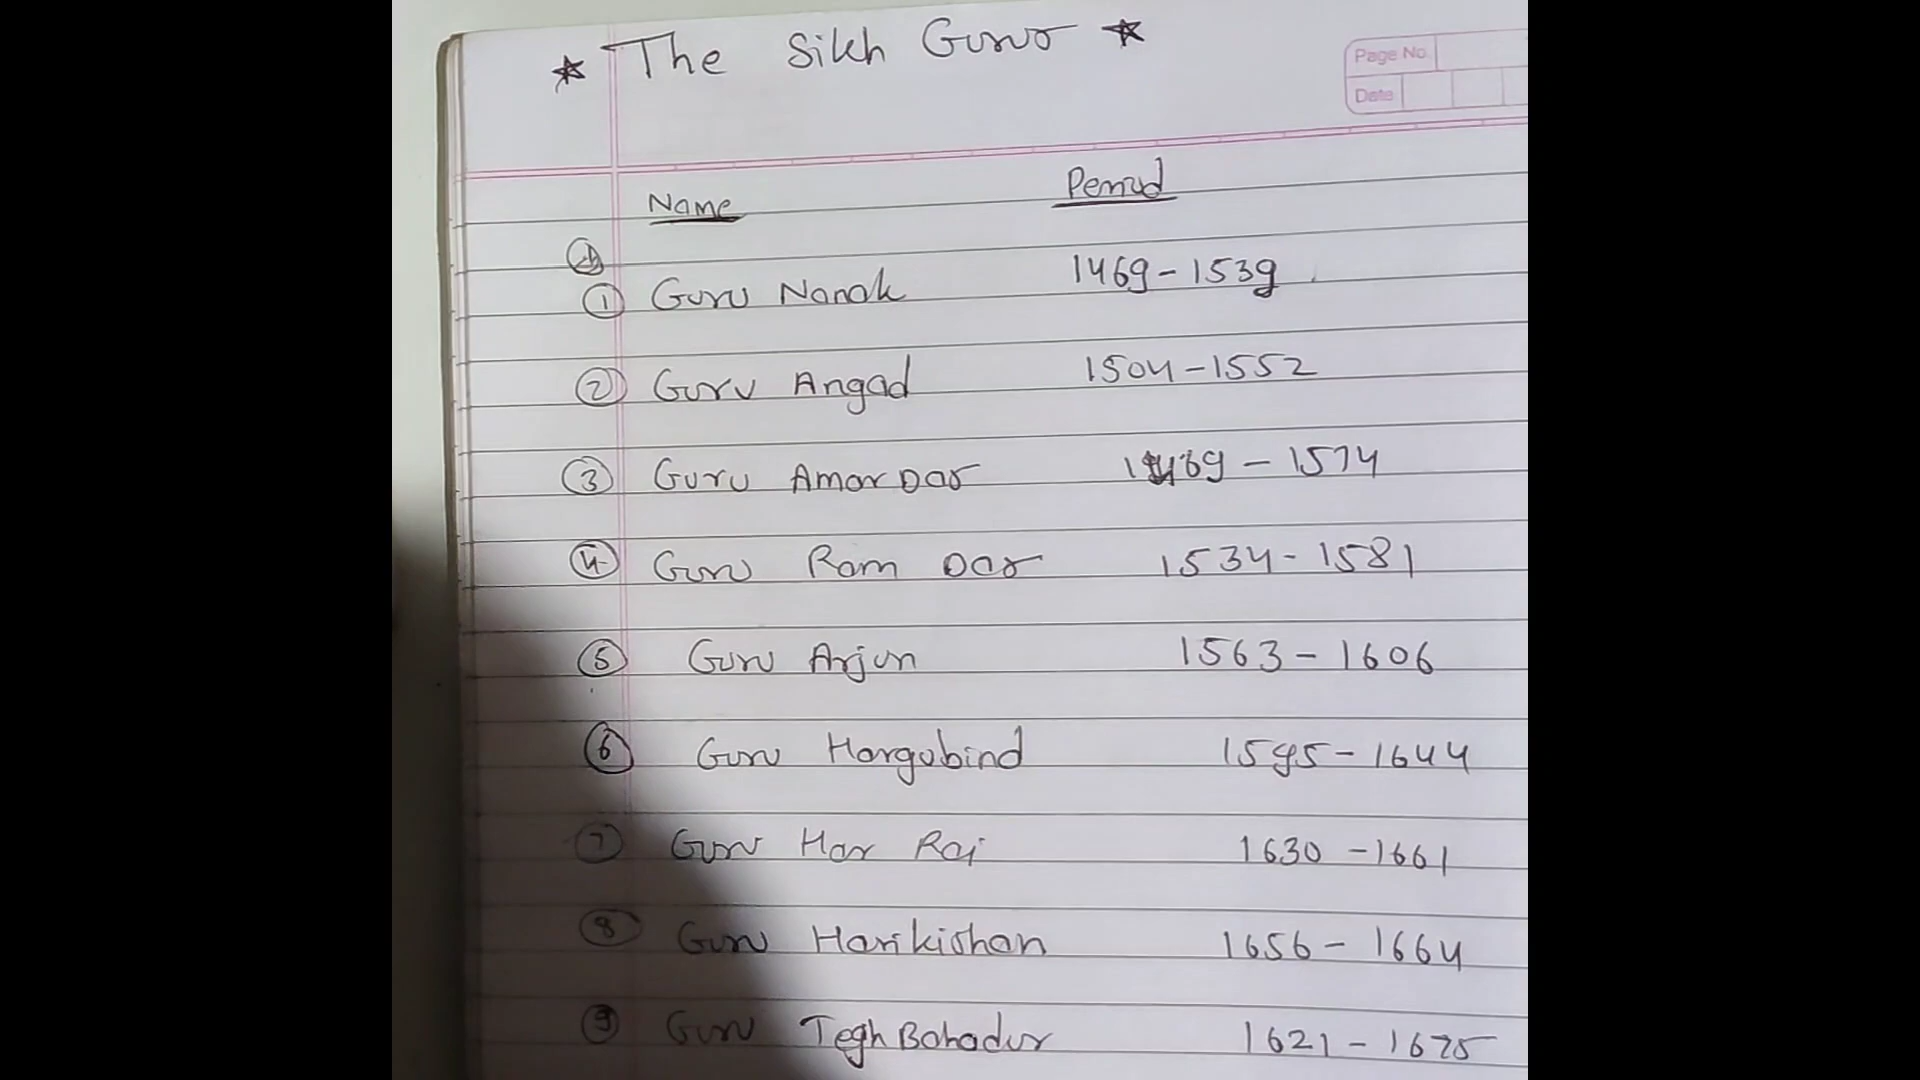 ★ The Sikh Guru ★
Page No.
Date
Name Period
① Guru Nanak 1469-1539
② Guru Angad 1504-1552
③ Guru Amar Das 1469-1574
④ Guru Ram Das 1534-1581
⑤ Guru Arjun 1563-1606
⑥ Guru Hargobind 1595-1644
⑦ Guru Har Rai 1630-1661
⑧ Guru Harikishan 1656-1664
⑨ Guru Tegh Bahadur 1621-1675